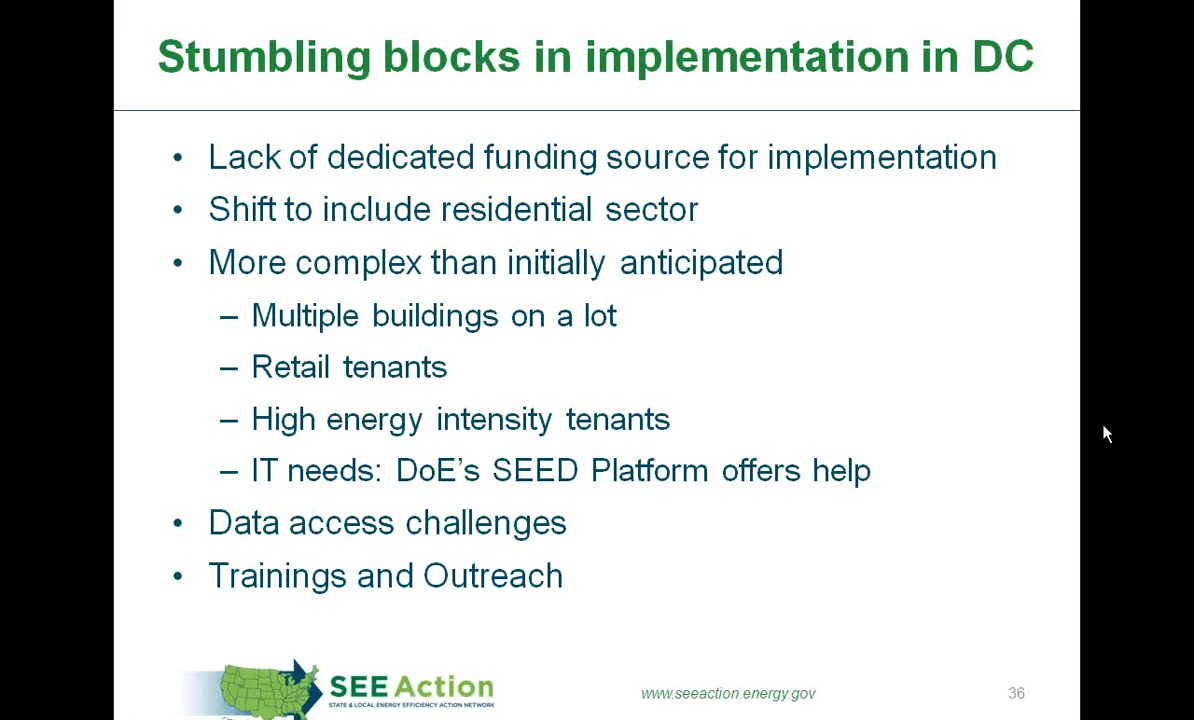 Stumbling blocks in implementation in DC
• Lack of dedicated funding source for implementation
• Shift to include residential sector
• More complex than initially anticipated
– Multiple buildings on a lot
– Retail tenants
– High energy intensity tenants
– IT needs: DoE's SEED Platform offers help
• Data access challenges
• Trainings and Outreach
SEE Action
STATE & LOCAL ENERGY EFFICIENCY ACTION NETWORK
www.seeaction.energy.gov
36